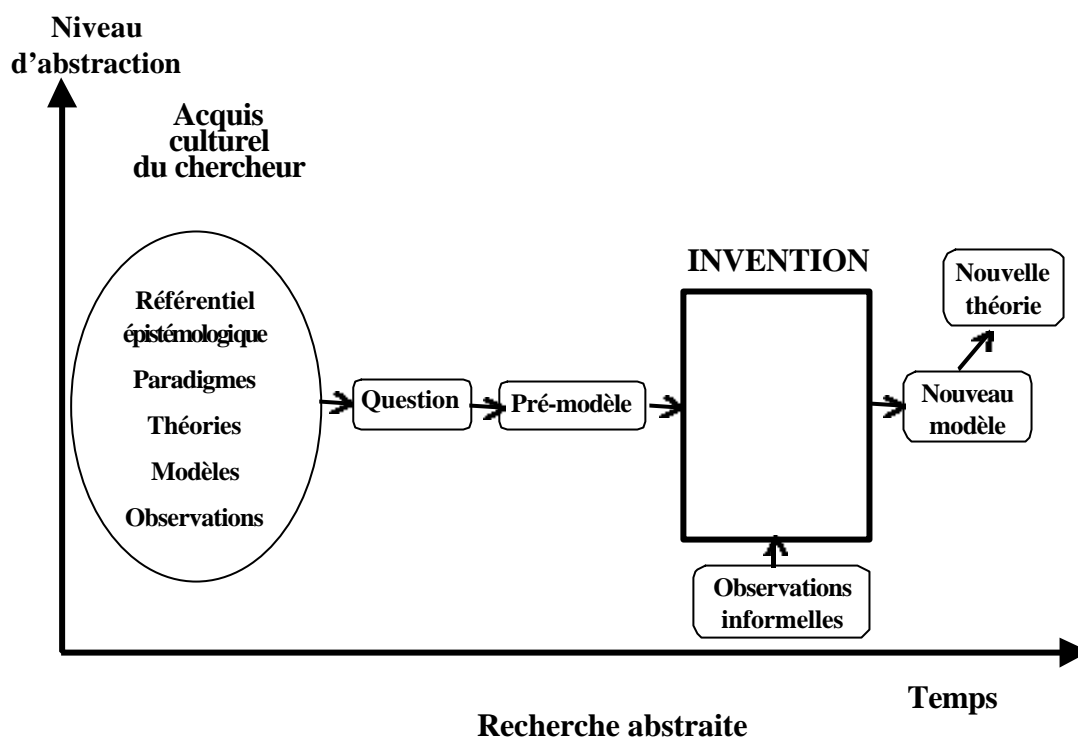 Niveau
d'abstraction
Acquis
culturel
du chercheur
Référentiel
épistémologique
Paradigmes
Théories
Modèles
Observations
Question
Pré-modèle
INVENTION
Observations
informelles
Nouvelle
théorie
Nouveau
modèle
Temps
Recherche abstraite